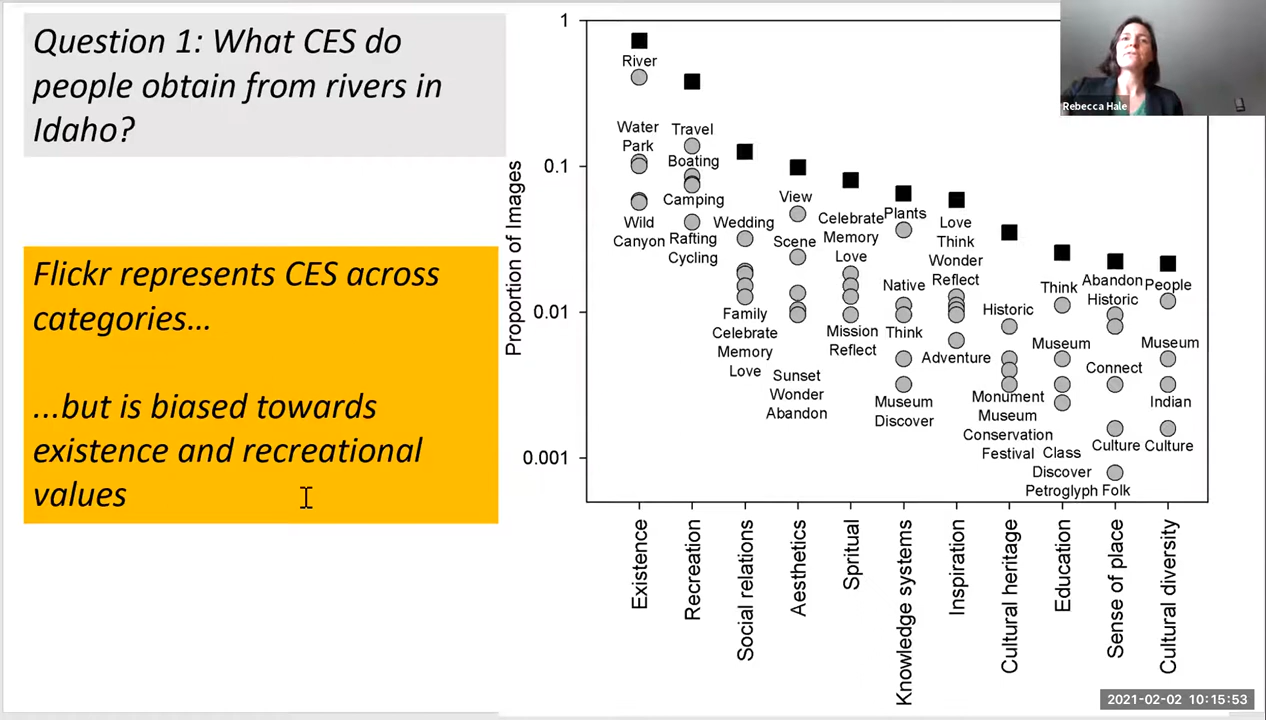 Question 1: What CES do
people obtain from rivers in
Idaho?
Flickr represents CES across
categories…
...but is biased towards
existence and recreational
values
Proportion of Images
1
0.1
0.01
0.001
River
Water
Park
Wild
Canyon
Travel
Boating
Camping
Rafting
Cycling
Wedding
Family
Celebrate
Memory
Love
View
Scene
Sunset
Wonder
Abandon
Celebrate
Memory
Love
Mission
Reflect
Plants
Native
Think
Museum
Discover
Love
Think
Wonder
Reflect
Adventure
Historic
Monument
Museum
Conservation
Festival
Think
Museum
Class
Discover
Petroglyph
Abandon
Historic
Connect
Culture
Folk
People
Museum
Indian
Culture
Existence
Recreation
Social relations
Aesthetics
Spritual
Knowledge systems
Inspiration
Cultural heritage
Education
Sense of place
Cultural diversity
Rebecca Hale
2021-02-02 10:15:53